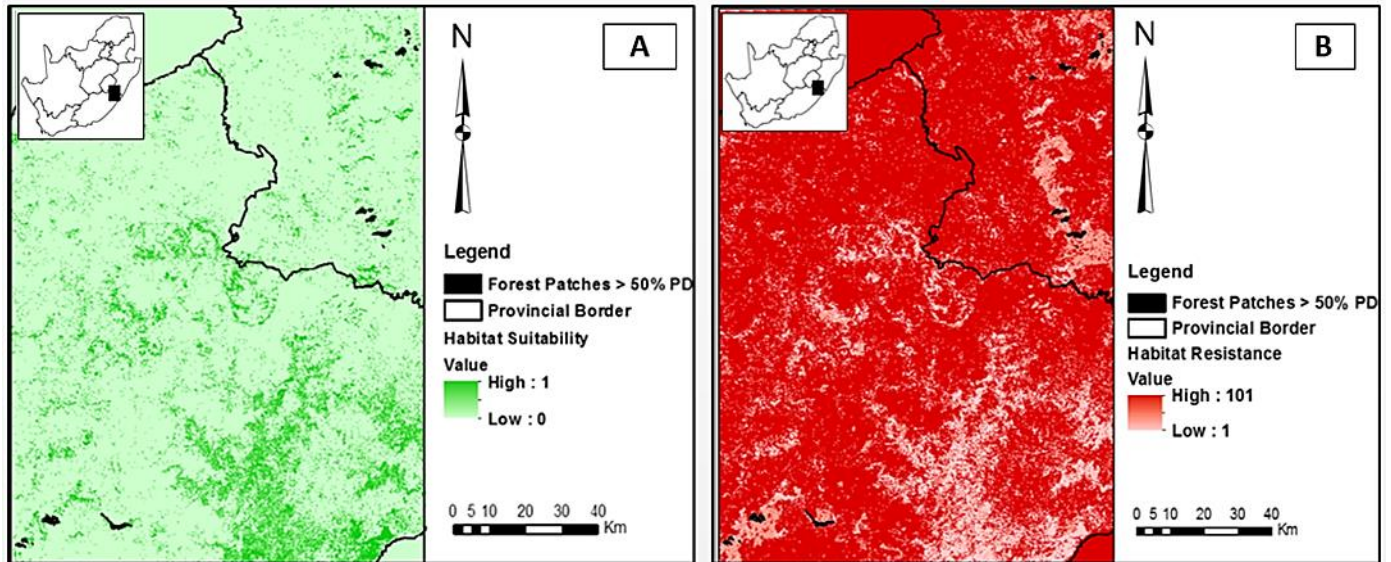 N
A
Legend
Forest Patches > 50% PD
Provincial Border
Habitat Suitability
Value
High : 1
Low : 0
0 5 10 20 30 40
Km
N
B
Legend
Forest Patches > 50% PD
Provincial Border
Habitat Resistance
Value
High : 101
Low : 1
0 5 10 20 30 40
Km